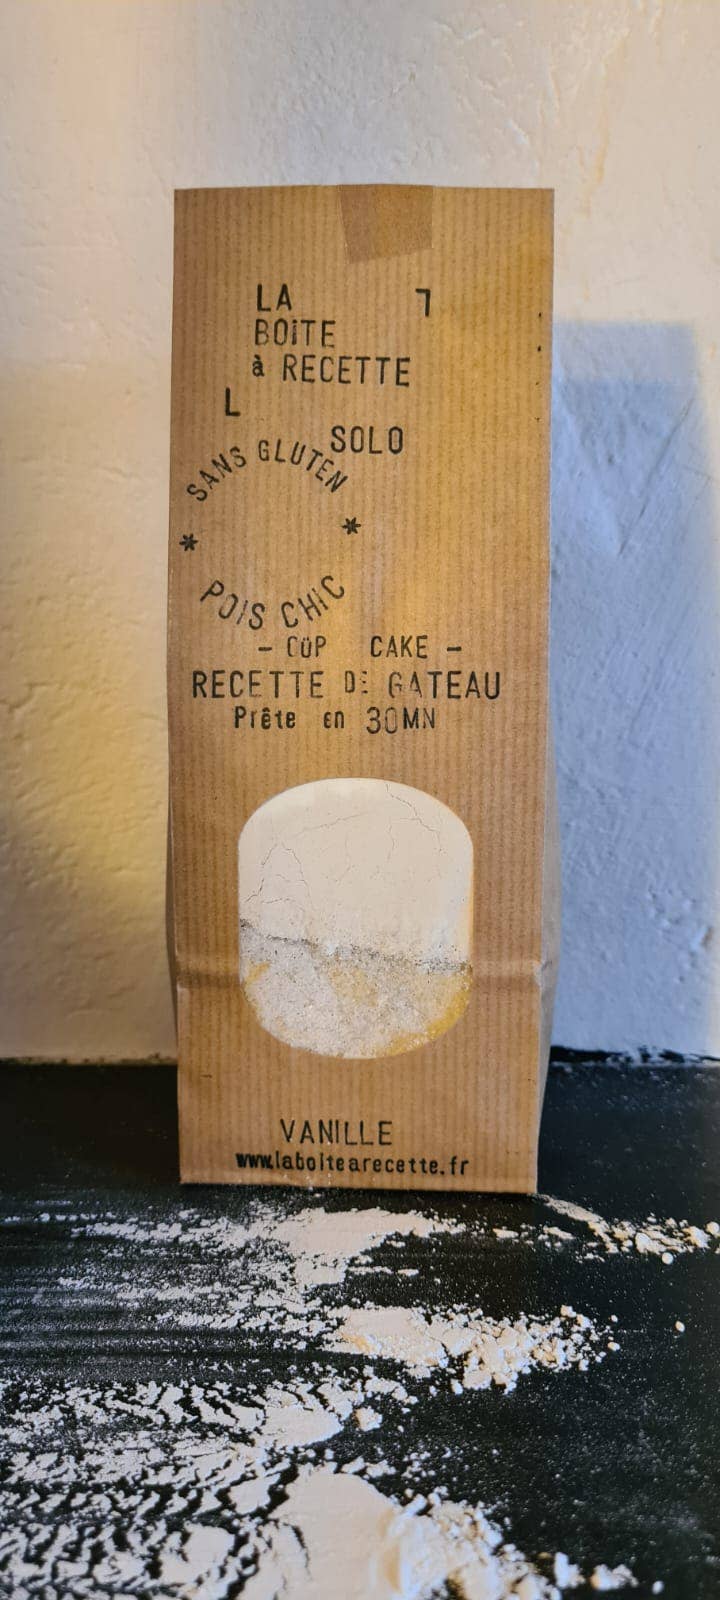 LA
BOiTE
à RECETTE
SOLO
SANS GLUTEN
* *
POIS CHIC
- CUP CAKE -
RECETTE DE GATEAU
Prête en 30MN
VANILLE
www.laboitearecette.fr